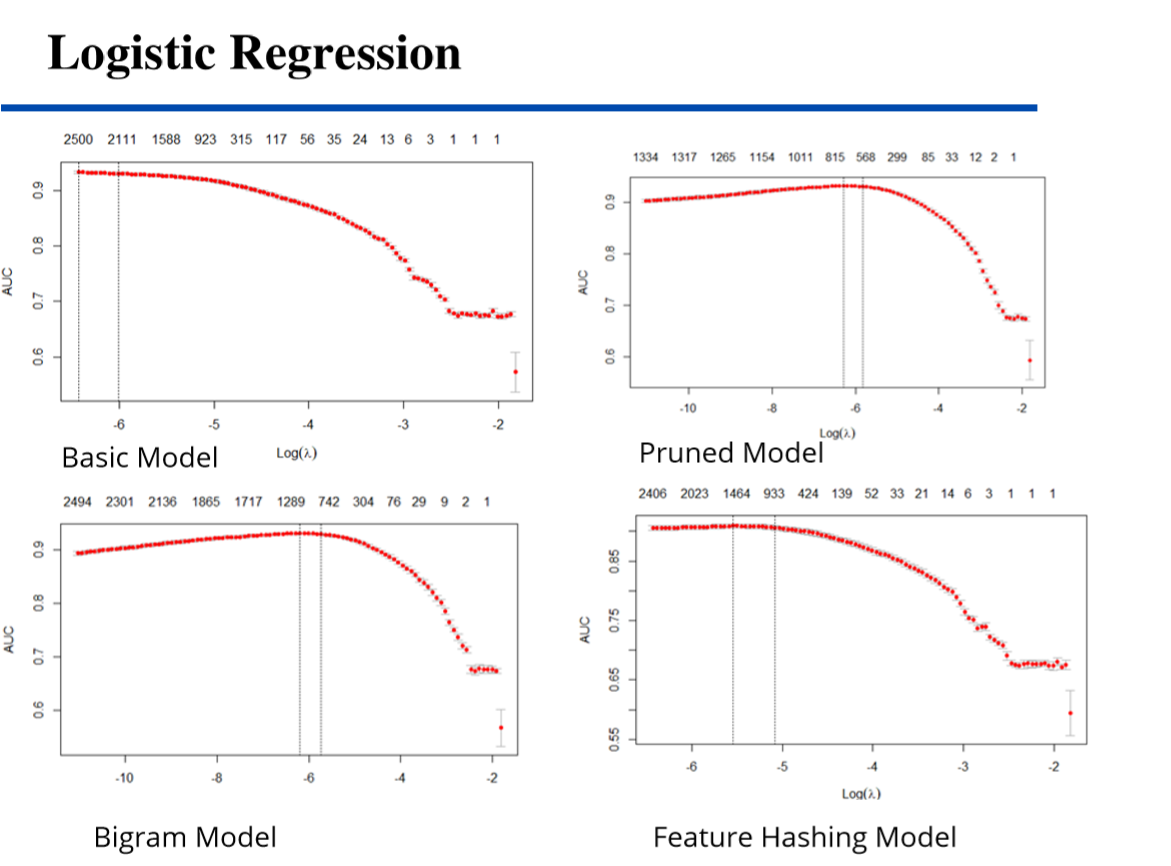 Logistic Regression
2500 2111 1588 923 315 117 56 35 24 13 6 3 1 1 1
AUC
0.9
0.8
0.7
0.6
-6 -5 -4 -3 -2
Log(λ)
Basic Model
1334 1317 1265 1154 1011 815 568 299 85 33 12 2 1
AUC
0.9
0.8
0.7
0.6
-10 -8 -6 -4 -2
Log(λ)
Pruned Model
2494 2301 2136 1865 1717 1289 742 304 76 29 9 2 1
AUC
0.9
0.8
0.7
0.6
-10 -8 -6 -4 -2
Bigram Model
2406 2023 1464 933 424 139 52 33 21 14 6 3 1 1 1
AUC
0.85
0.75
0.65
0.55
-6 -5 -4 -3 -2
Log(λ)
Feature Hashing Model